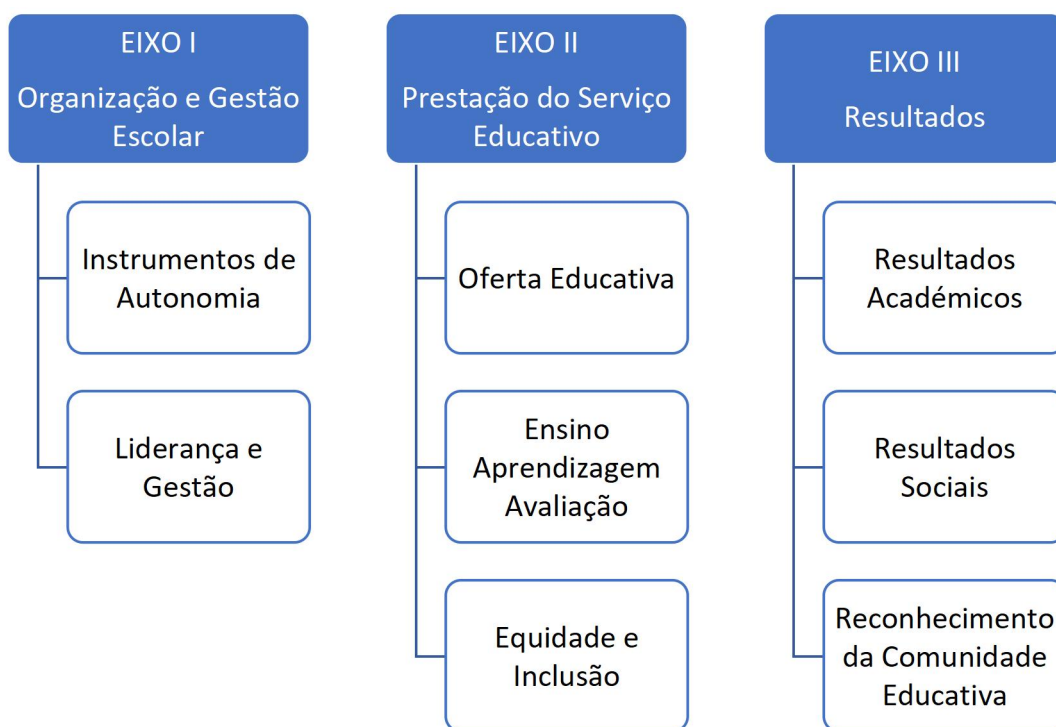 EIXO I
Organização e Gestão
Escolar
Instrumentos de
Autonomia
Liderança e
Gestão
EIXO II
Prestação do Serviço
Educativo
Oferta Educativa
Ensino
Aprendizagem
Avaliação
Equidade e
Inclusão
EIXO III
Resultados
Resultados
Académicos
Resultados
Sociais
Reconhecimento
da Comunidade
Educativa